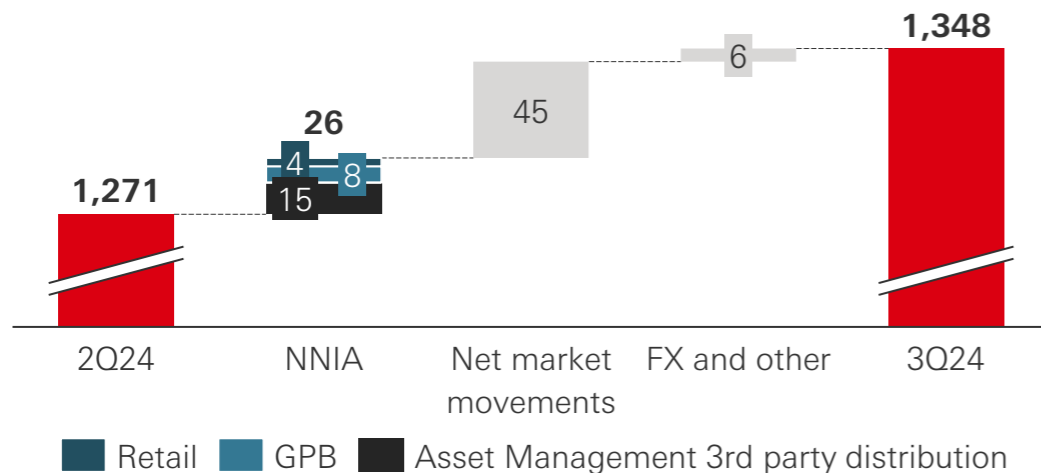 1,348
6
45
26
4
8
15
1,271
2Q24
NNIA
Net market
movements
FX and other
3Q24
Retail
GPB
Asset Management 3rd party distribution